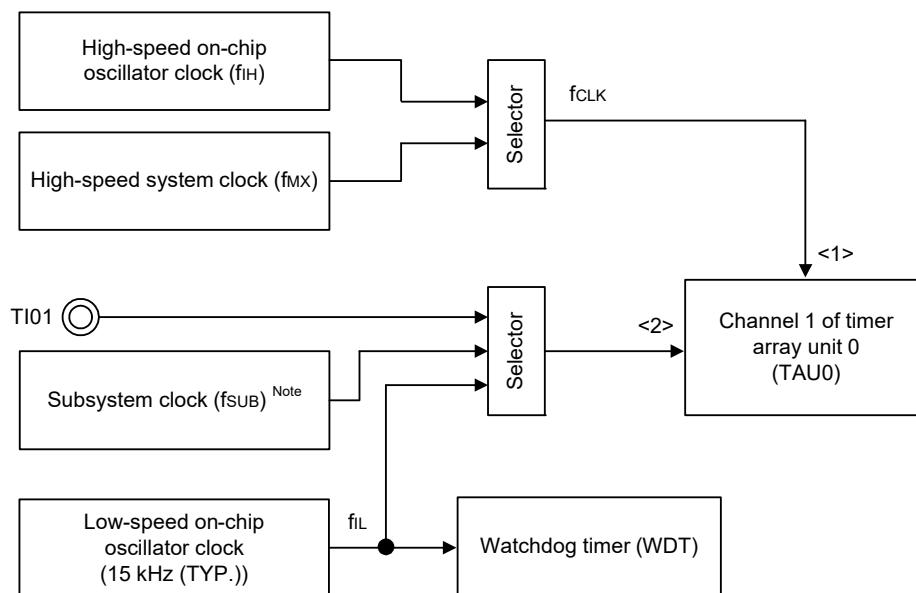 High-speed on-chip
oscillator clock (fIH)
High-speed system clock (fMX)
Selector
fCLK
<1>
TI01
Subsystem clock (fSUB) Note
Selector
<2>
Channel 1 of timer
array unit 0
(TAU0)
Low-speed on-chip
oscillator clock
(15 kHz (TYP.))
fIL
Watchdog timer (WDT)